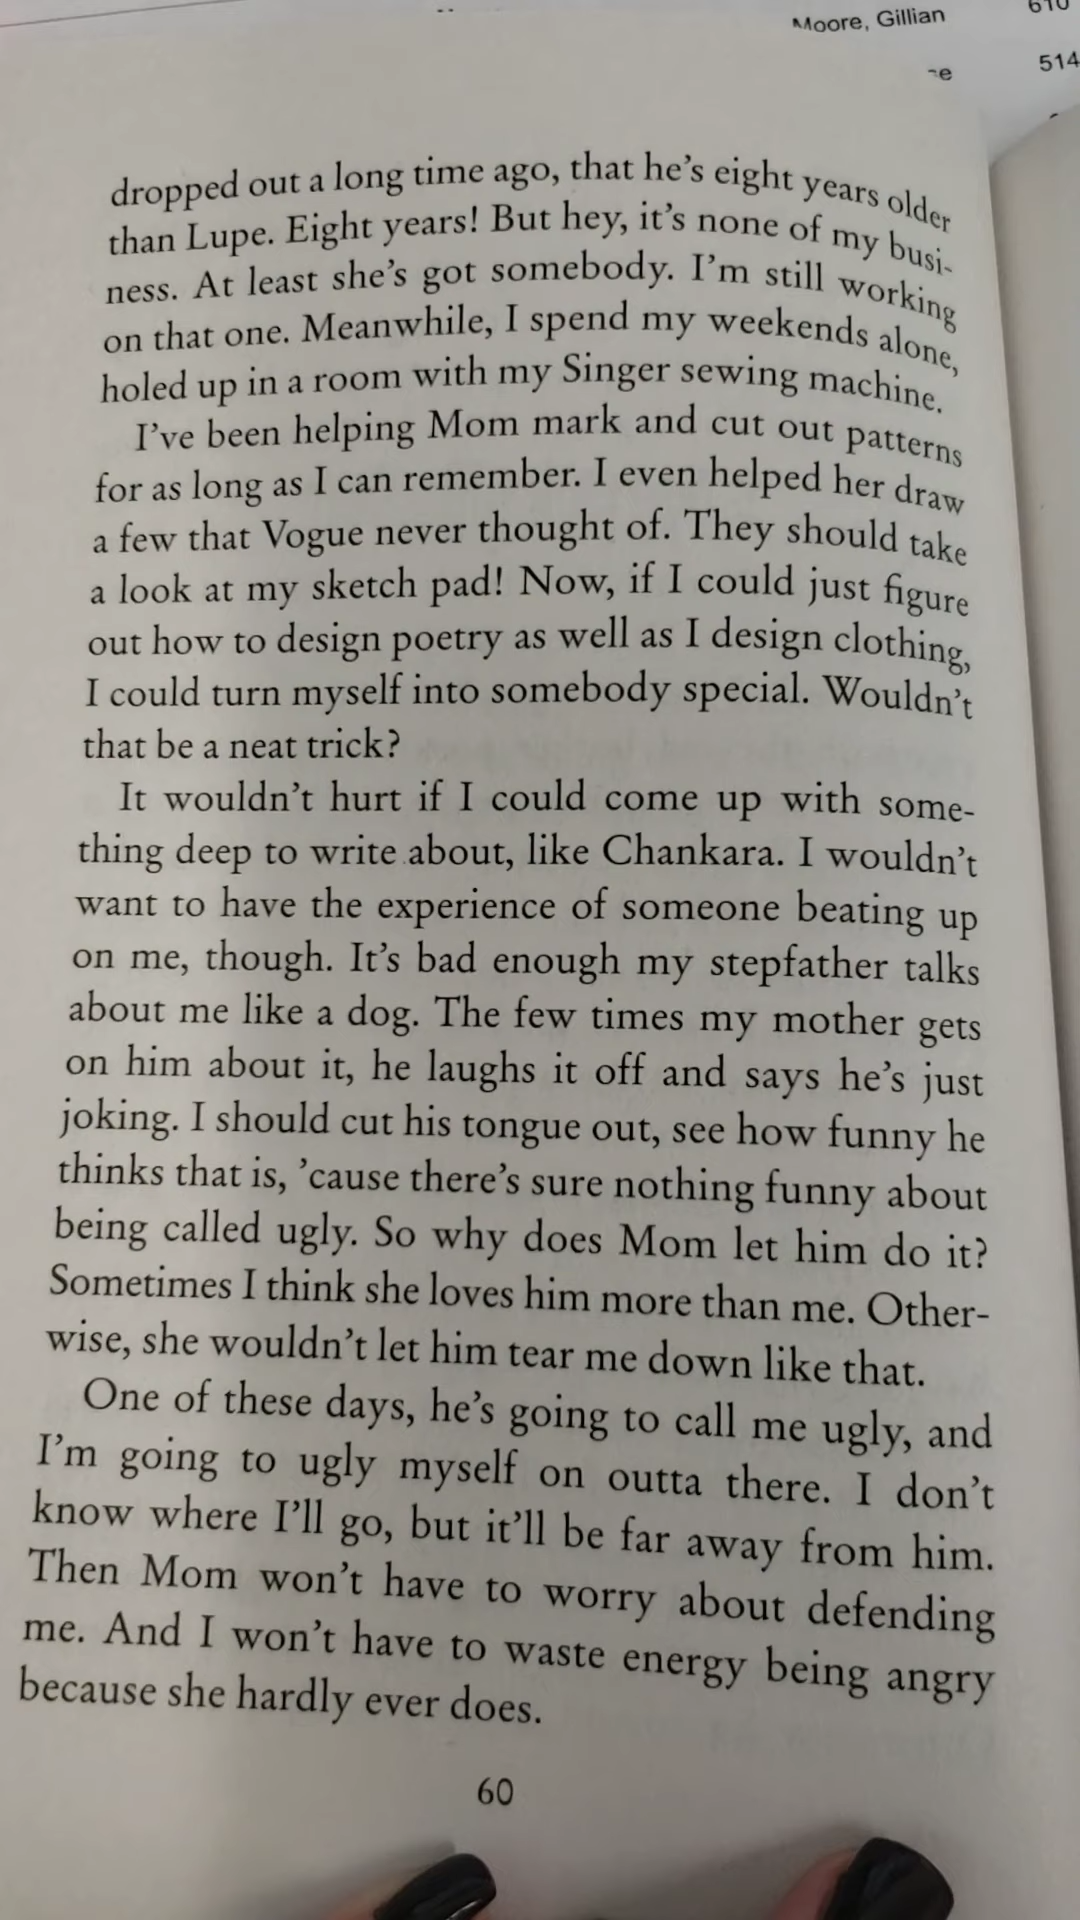 Moore, Gillian
514
dropped out a long time ago, that he's eight years older
than Lupe. Eight years! But hey, it's none of my busi-
ness. At least she's got somebody. I'm still working
on that one. Meanwhile, I spend my weekends alone,
holed up in a room with my Singer sewing machine.
I've been helping Mom mark and cut out patterns
for as long as I can remember. I even helped her draw
a few that Vogue never thought of. They should take
a look at my sketch pad! Now, if I could just figure
out how to design poetry as well as I design clothing,
I could turn myself into somebody special. Wouldn't
that be a neat trick?
It wouldn't hurt if I could come up with some-
thing deep to write about, like Chankara. I wouldn't
want to have the experience of someone beating up
on me, though. It's bad enough my stepfather talks
about me like a dog. The few times my mother gets
on him about it, he laughs it off and says he's just
joking. I should cut his tongue out, see how funny he
thinks that is, 'cause there's sure nothing funny about
being called ugly. So why does Mom let him do it?
Sometimes I think she loves him more than me. Other-
wise, she wouldn't let him tear me down like that.
One of these days, he's going to call me ugly, and
I'm going to ugly myself on outta there. I don't
know where I'll go, but it'll be far away from him.
Then Mom won't have to worry about defending
me. And I won't have to waste energy being angry
because she hardly ever does.
60